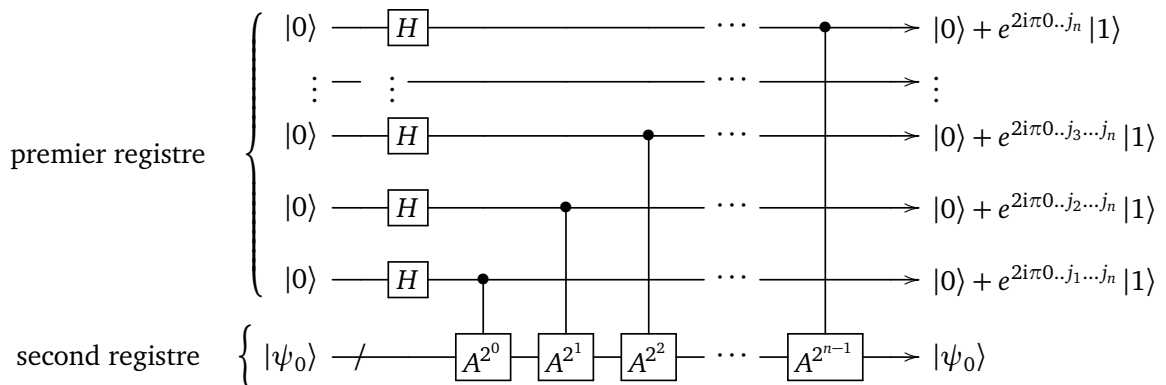 |0⟩ H ··· |0⟩ + e^{2iπ0..j_n} |1⟩
⋮ ⋮ ··· ⋮
premier registre |0⟩ H ··· |0⟩ + e^{2iπ0..j_3...j_n} |1⟩
|0⟩ H ··· |0⟩ + e^{2iπ0..j_2...j_n} |1⟩
|0⟩ H ··· |0⟩ + e^{2iπ0..j_1...j_n} |1⟩
second registre |ψ_0⟩ A^{2^0} A^{2^1} A^{2^2} ··· A^{2^{n−1}} |ψ_0⟩